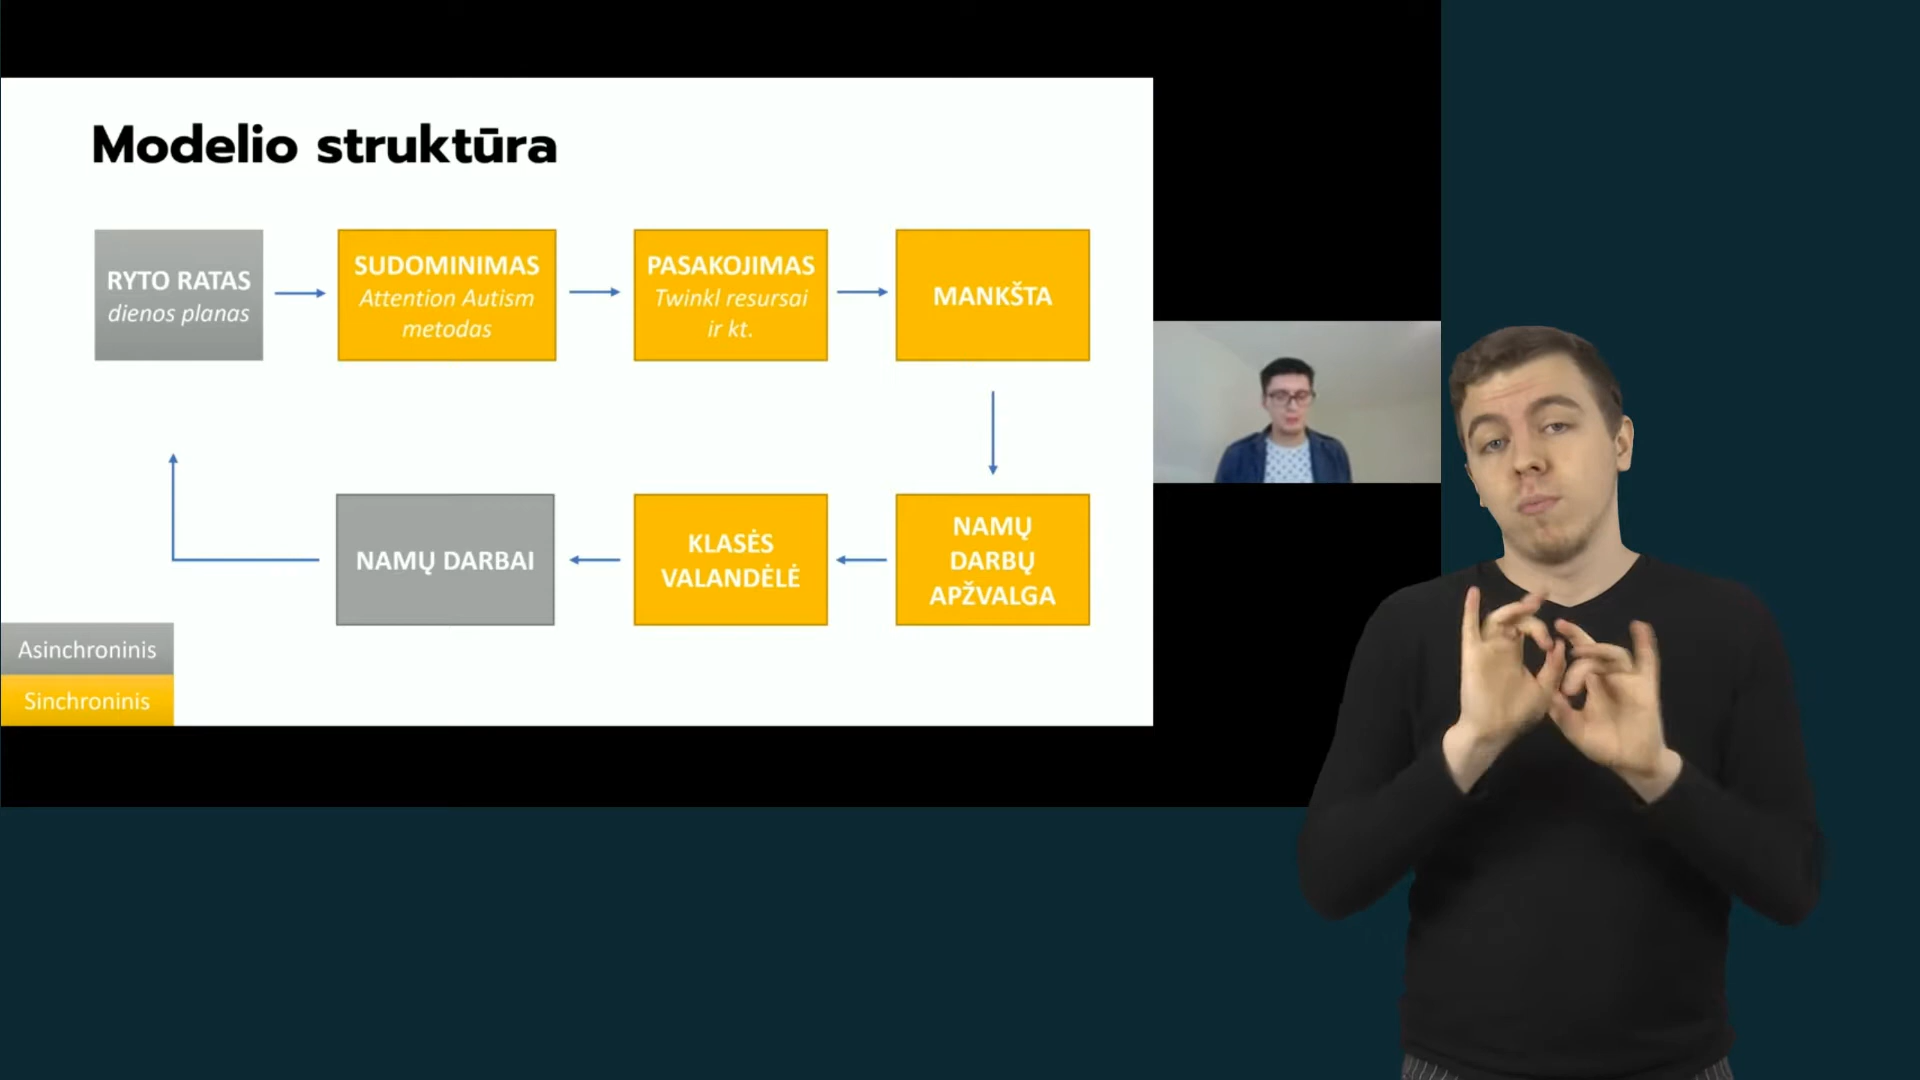 Modelio struktūra
RYTO RATAS
dienos planas
SUDOMINIMAS
Attention Autism
metodas
PASAKOJIMAS
Twinkl resursai
ir kt.
MANKŠTA
NAMŲ DARBAI
KLASĖS
VALANDĖLĖ
NAMŲ
DARBŲ
APŽVALGA
Asinchroninis
Sinchroninis